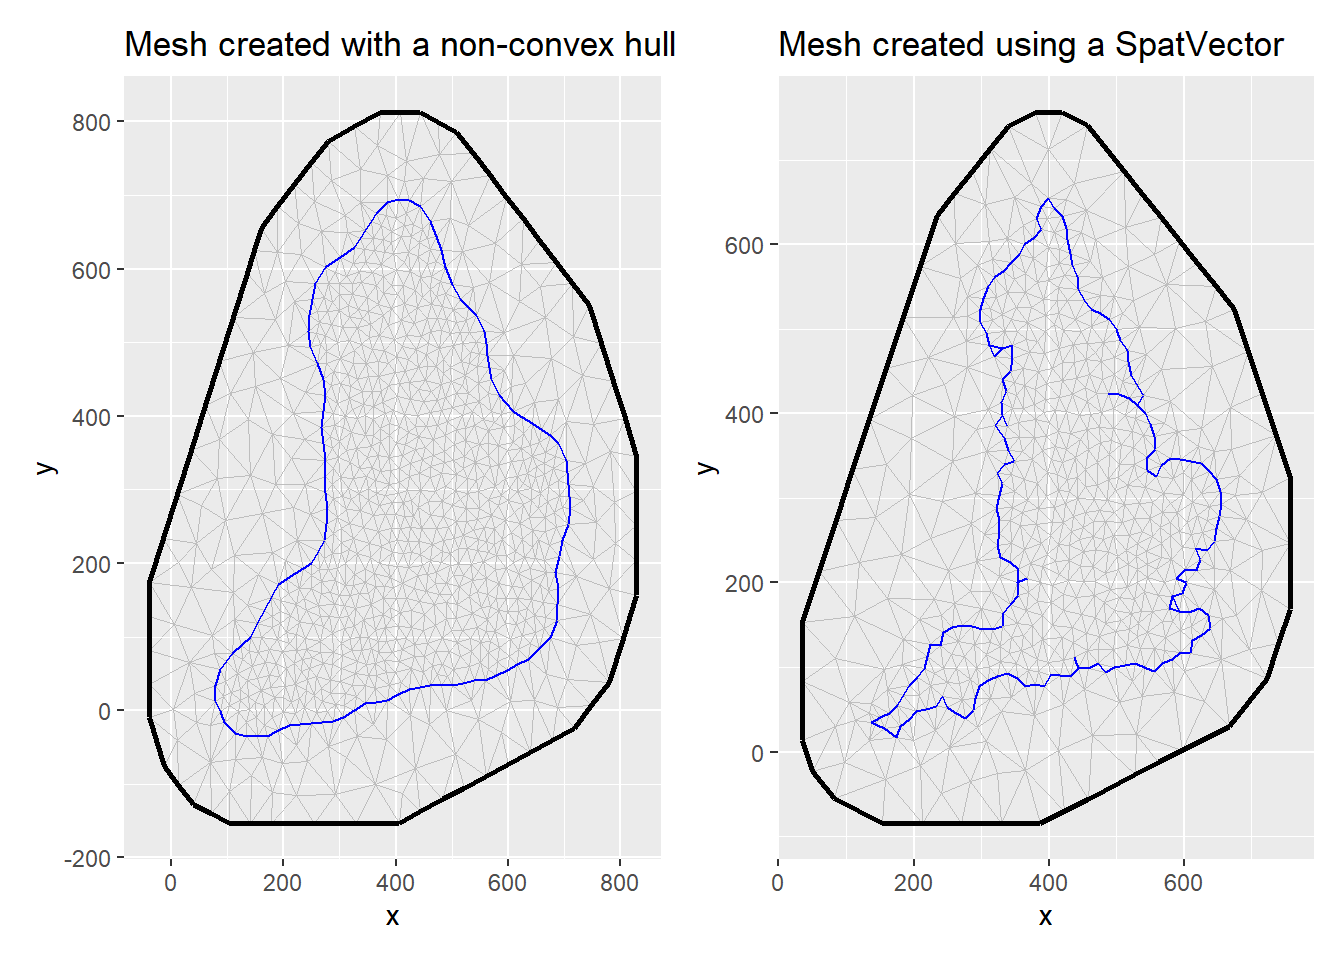 Mesh created with a non-convex hull
800
600
400
200
0
-200
y
0 200 400 600 800
x
Mesh created using a SpatVector
600
400
200
0
y
0 200 400 600
x